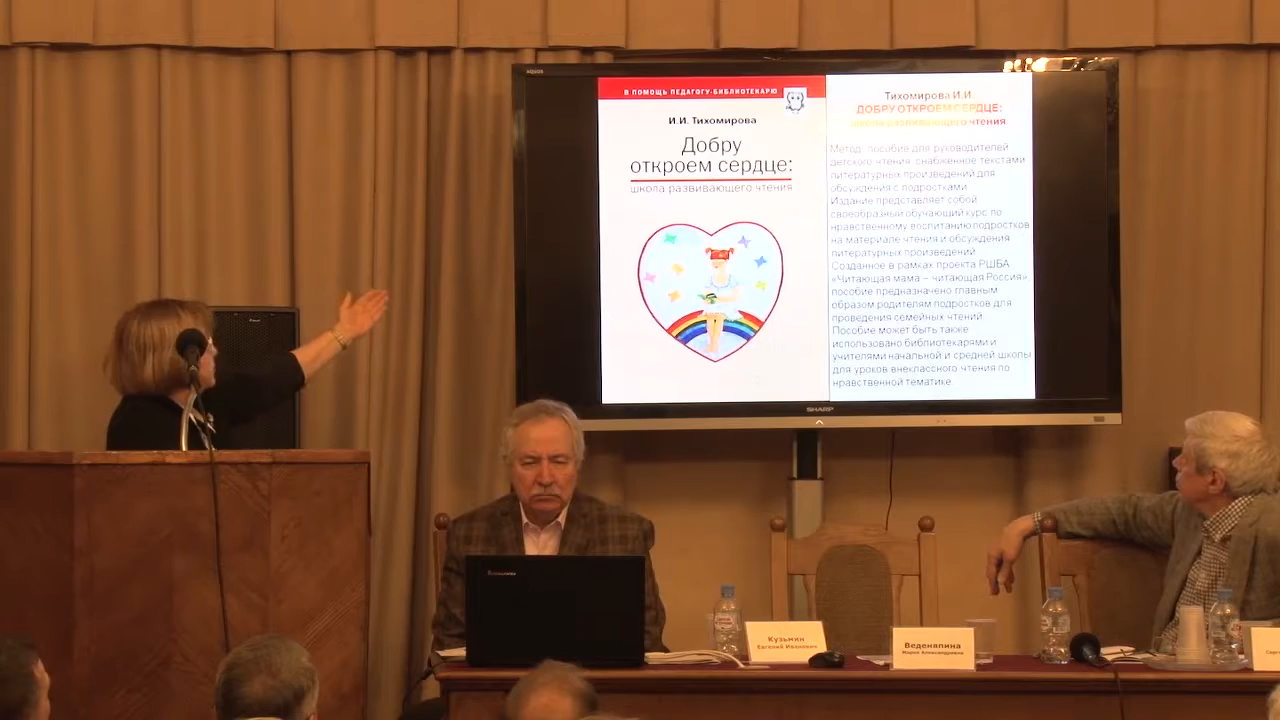 В ПОМОЩЬ ПЕДАГОГУ-БИБЛИОТЕКАРЮ
И.И. Тихомирова
Добру
откроем сердце:
школа развивающего чтения
Тихомирова И.И.
ДОБРУ ОТКРОЕМ СЕРДЦЕ:
школа развивающего чтения
Метод. пособие для руководителей
детского чтения, снабженное текстами
литературных произведений для
обсуждения с подростками.
Издание представляет собой
своеобразный обучающий курс по
нравственному воспитанию подростков
на материале чтения и обсуждения
литературных произведений.
Созданное в рамках проекта РШБА
«Читающая мама – читающая Россия»
пособие предназначено главным
образом родителям подростков для
проведения семейных чтений.
Пособие может быть также
использовано библиотекарями и
учителями начальной и средней школы
для уроков внеклассного чтения по
нравственной тематике.
SHARP
Кузьмин
Евгений Иванович
Веденяпина
Мария Александровна